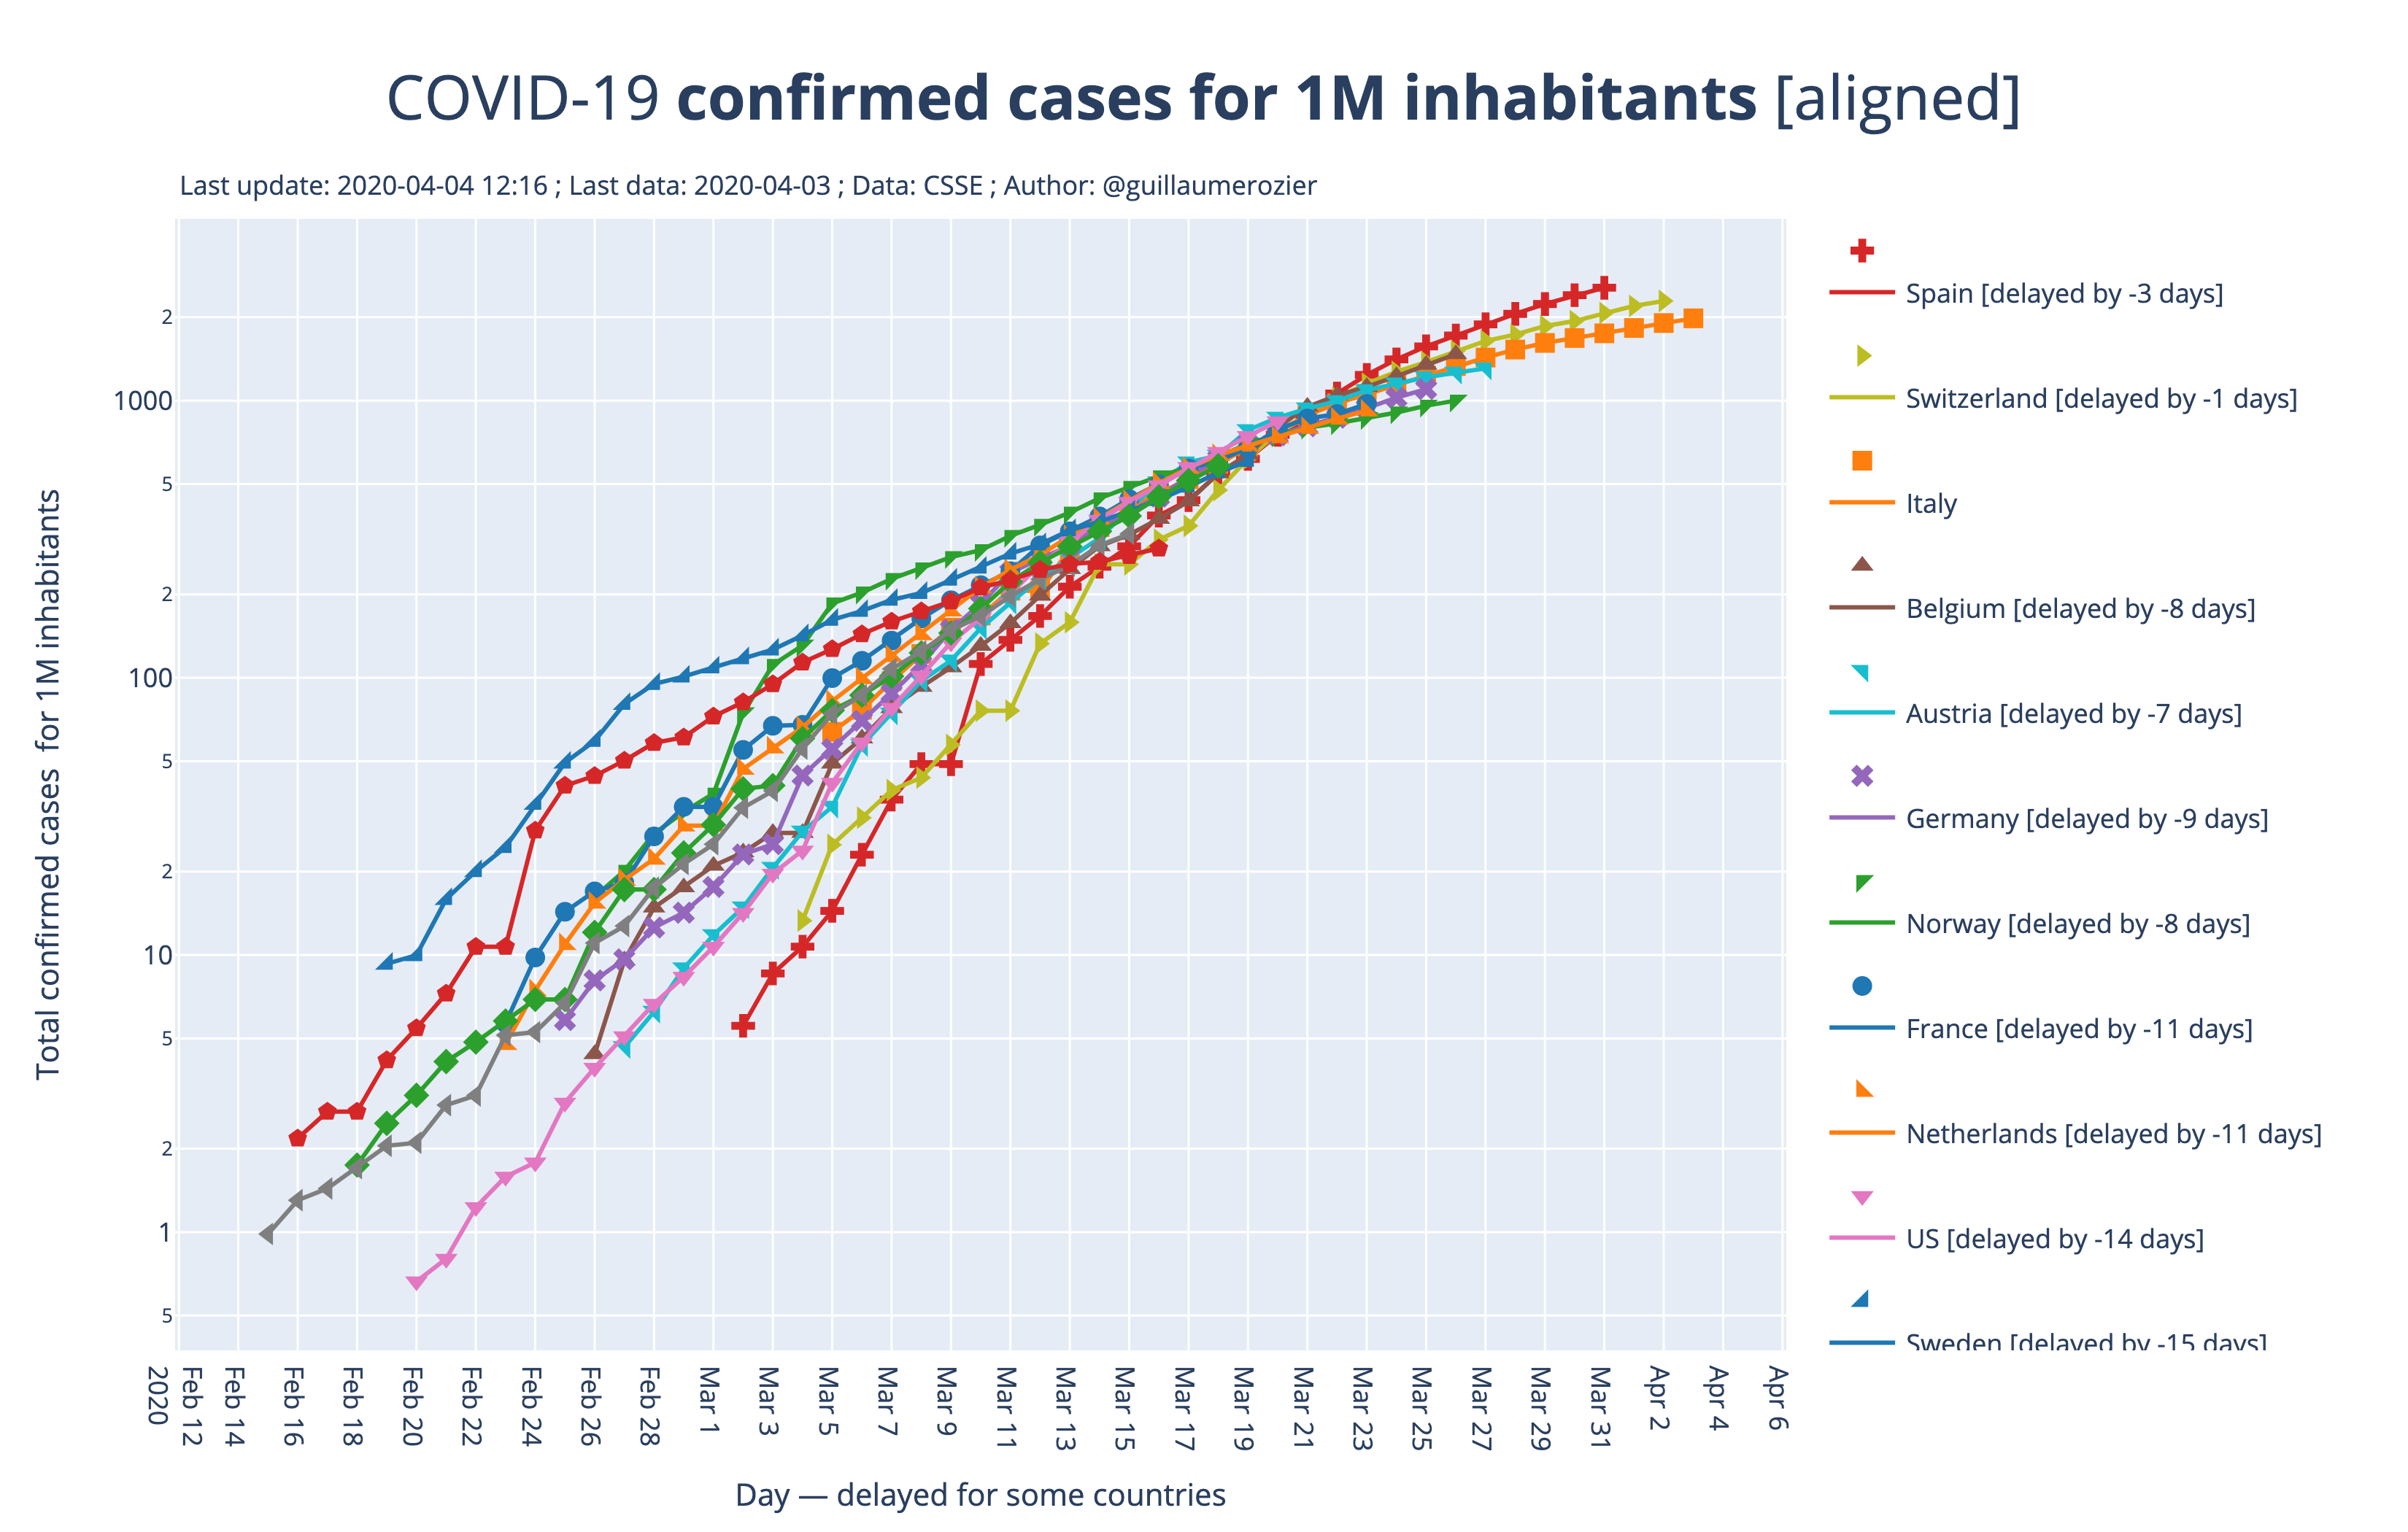 COVID-19 confirmed cases for 1M inhabitants [aligned]
Last update: 2020-04-04 12:16 ; Last data: 2020-04-03 ; Data: CSSE ; Author: @guillaumerozier
Total confirmed cases  for 1M inhabitants
2
1000
5
2
100
5
2
10
5
2
1
5
Feb 12
2020
Feb 14
Feb 16
Feb 18
Feb 20
Feb 22
Feb 24
Feb 26
Feb 28
Mar 1
Mar 3
Mar 5
Mar 7
Mar 9
Mar 11
Mar 13
Mar 15
Mar 17
Mar 19
Mar 21
Mar 23
Mar 25
Mar 27
Mar 29
Mar 31
Apr 2
Apr 4
Apr 6
Day — delayed for some countries
Spain [delayed by -3 days]
Switzerland [delayed by -1 days]
Italy
Belgium [delayed by -8 days]
Austria [delayed by -7 days]
Germany [delayed by -9 days]
Norway [delayed by -8 days]
France [delayed by -11 days]
Netherlands [delayed by -11 days]
US [delayed by -14 days]
Sweden [delayed by -15 days]